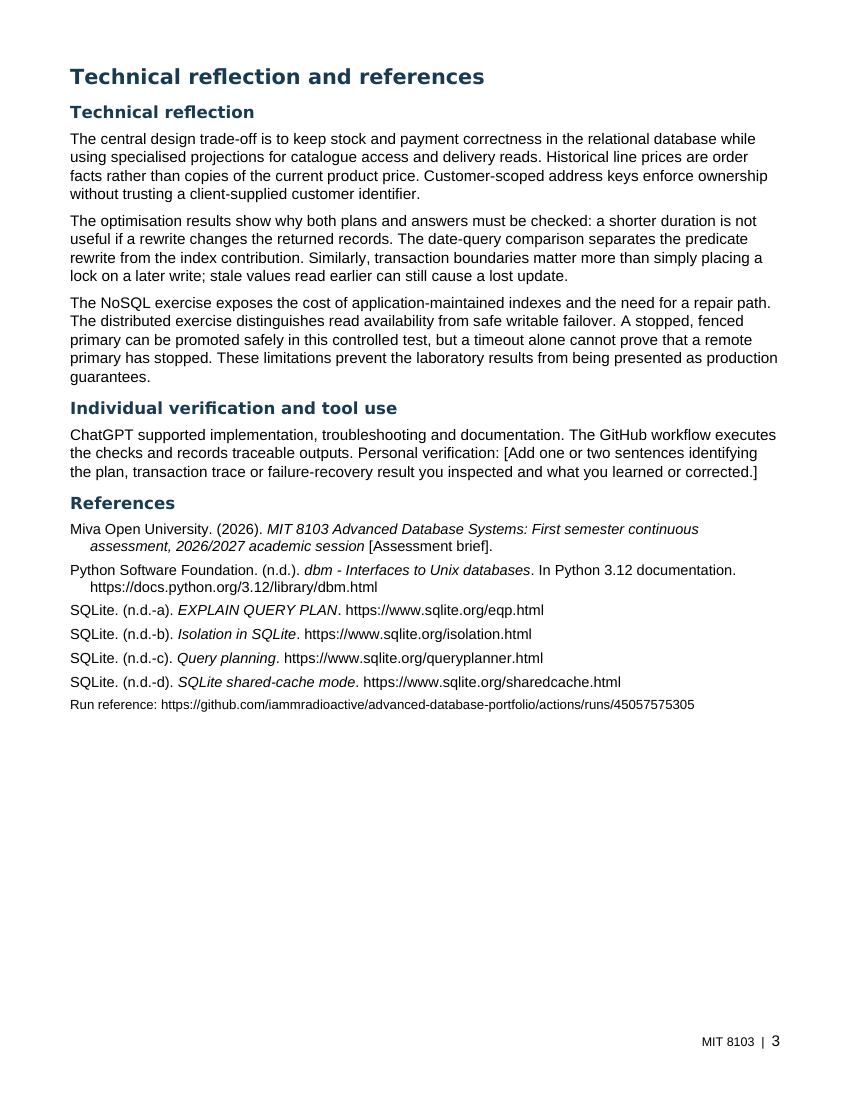 Technical reflection and references
Technical reflection
The central design trade-off is to keep stock and payment correctness in the relational database while
using specialised projections for catalogue access and delivery reads. Historical line prices are order
facts rather than copies of the current product price. Customer-scoped address keys enforce ownership
without trusting a client-supplied customer identifier.
The optimisation results show why both plans and answers must be checked: a shorter duration is not
useful if a rewrite changes the returned records. The date-query comparison separates the predicate
rewrite from the index contribution. Similarly, transaction boundaries matter more than simply placing a
lock on a later write; stale values read earlier can still cause a lost update.
The NoSQL exercise exposes the cost of application-maintained indexes and the need for a repair path.
The distributed exercise distinguishes read availability from safe writable failover. A stopped, fenced
primary can be promoted safely in this controlled test, but a timeout alone cannot prove that a remote
primary has stopped. These limitations prevent the laboratory results from being presented as production
guarantees.
Individual verification and tool use
ChatGPT supported implementation, troubleshooting and documentation. The GitHub workflow executes
the checks and records traceable outputs. Personal verification: [Add one or two sentences identifying
the plan, transaction trace or failure-recovery result you inspected and what you learned or corrected.]
References
Miva Open University. (2026). MIT 8103 Advanced Database Systems: First semester continuous
assessment, 2026/2027 academic session [Assessment brief].
Python Software Foundation. (n.d.). dbm - Interfaces to Unix databases. In Python 3.12 documentation.
https://docs.python.org/3.12/library/dbm.html
SQLite. (n.d.-a). EXPLAIN QUERY PLAN. https://www.sqlite.org/eqp.html
SQLite. (n.d.-b). Isolation in SQLite. https://www.sqlite.org/isolation.html
SQLite. (n.d.-c). Query planning. https://www.sqlite.org/queryplanner.html
SQLite. (n.d.-d). SQLite shared-cache mode. https://www.sqlite.org/sharedcache.html
Run reference: https://github.com/iammradioactive/advanced-database-portfolio/actions/runs/45057575305
MIT 8103 | 3